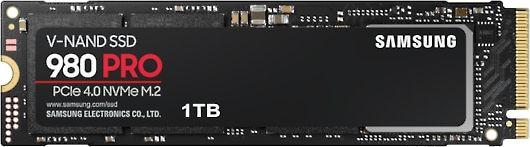 V-NAND SSD
980 PRO
PCIe 4.0 NVMe M.2
www.samsung.com/ssd
SAMSUNG ELECTRONICS CO., LTD.
SAMSUNG
1TB